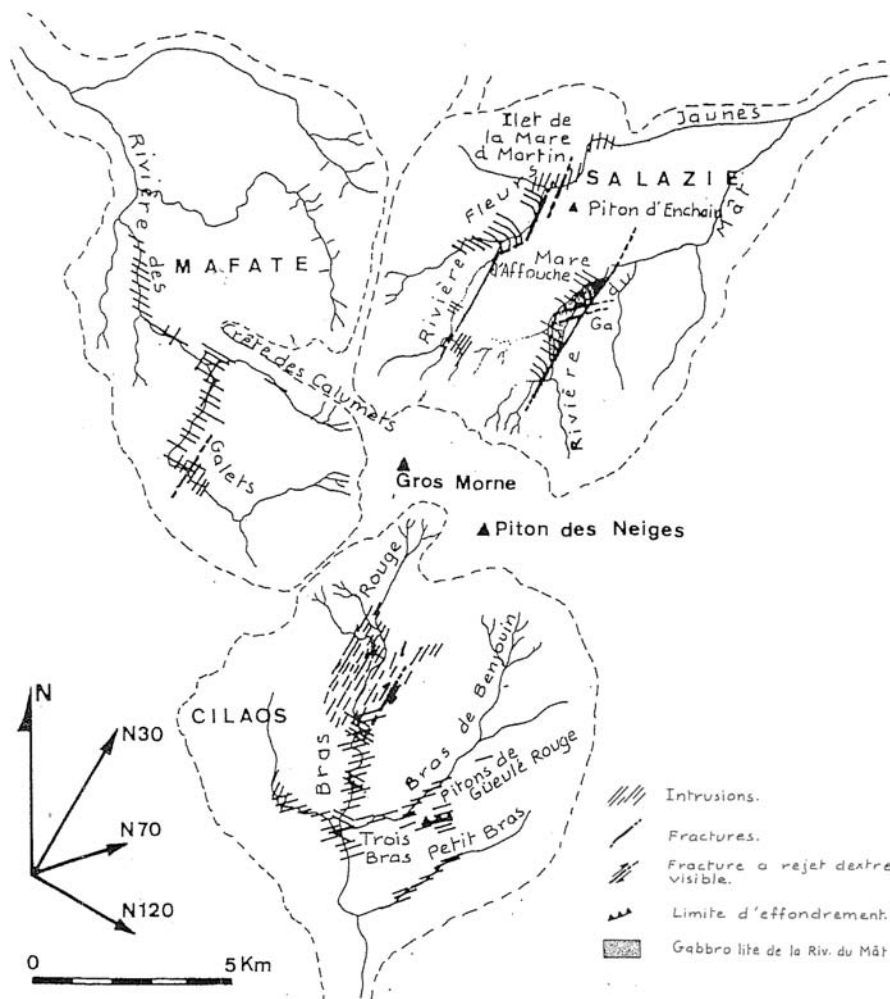 Jaunes
Ilet de
la Mare
à Martin
SALAZIE
Piton d'Enchain
Mât
du
Rivière
Fleurs
Rivière
Mare
d'Affouche
Ga
Rivière des
MAFATE
Crête des Calumets
Galets
Gros Morne
Piton des Neiges
Rouge
Bras
CILAOS
Bras de Benjouin
Pitons de
Gueule Rouge
Trois
Bras
Petit Bras
N
N30
N70
N120
0 5 Km
Intrusions.
Fractures.
Fracture a rejet dextre
visible.
Limite d'effondrement.
Gabbro lité de la Riv. du Mât